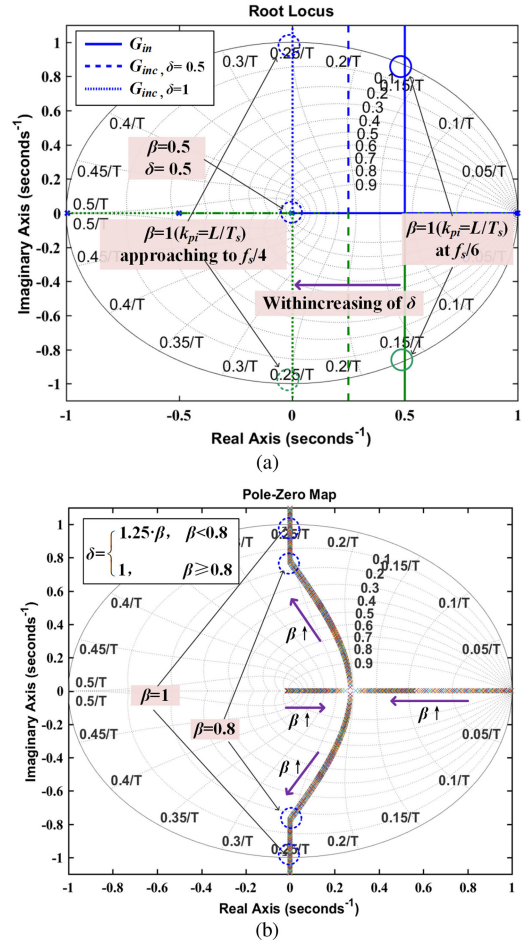 Root Locus
G_in
G_inc, δ= 0.5
G_inc, δ=1
0.25/T
0.3/T
0.2/T
0.1
0.15/T
0.2
0.3
0.4
0.5
0.6
0.7
0.8
0.9
0.4/T
0.1/T
0.45/T
0.05/T
0.5/T
0.5/T
0.45/T
0.4/T
0.35/T
0.3/T
0.25/T
0.2/T
0.15/T
0.1/T
0.05/T
β=0.5
δ= 0.5
β=1(k_pi=L/T_s)
approaching to f_s/4
β=1(k_pi=L/T_s)
at f_s/6
Withincreasing of δ
1
0.8
0.6
0.4
0.2
0
-0.2
-0.4
-0.6
-0.8
-1
Imaginary Axis (seconds⁻¹)
-1
-0.5
0
0.5
1
Real Axis (seconds⁻¹)
(a)
Pole-Zero Map
δ={ 1.25·β, β<0.8
1, β≥0.8
0.25/T
0.2/T
0.1
0.15/T
0.2
0.3
0.4
0.5
0.6
0.7
0.8
0.9
0.4/T
0.1/T
0.45/T
0.05/T
0.5/T
0.5/T
0.45/T
0.05/T
0.4/T
0.1/T
0.35/T
0.15/T
0.3/T
0.25/T
0.2/T
β↑
β=1
β=0.8
β↑
β↑
β↑
1
0.8
0.6
0.4
0.2
0
-0.2
-0.4
-0.6
-0.8
-1
Imaginary Axis (seconds⁻¹)
-1 -0.8 -0.6 -0.4 -0.2 0 0.2 0.4 0.6 0.8 1
Real Axis (seconds⁻¹)
(b)